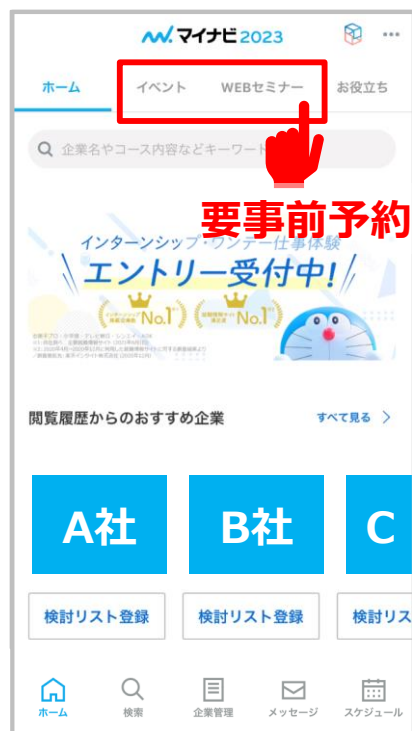 マイナビ2023
ホーム イベント WEBセミナー お役立ち
企業名やコース内容などキーワード
要事前予約
インターンシップ・ワンデー仕事体験
エントリー受付中!
No.1 No.1
閲覧履歴からのおすすめ企業 すべて見る
A社 B社 C
検討リスト登録 検討リスト登録 検討リス
ホーム 検索 企業管理 メッセージ スケジュール